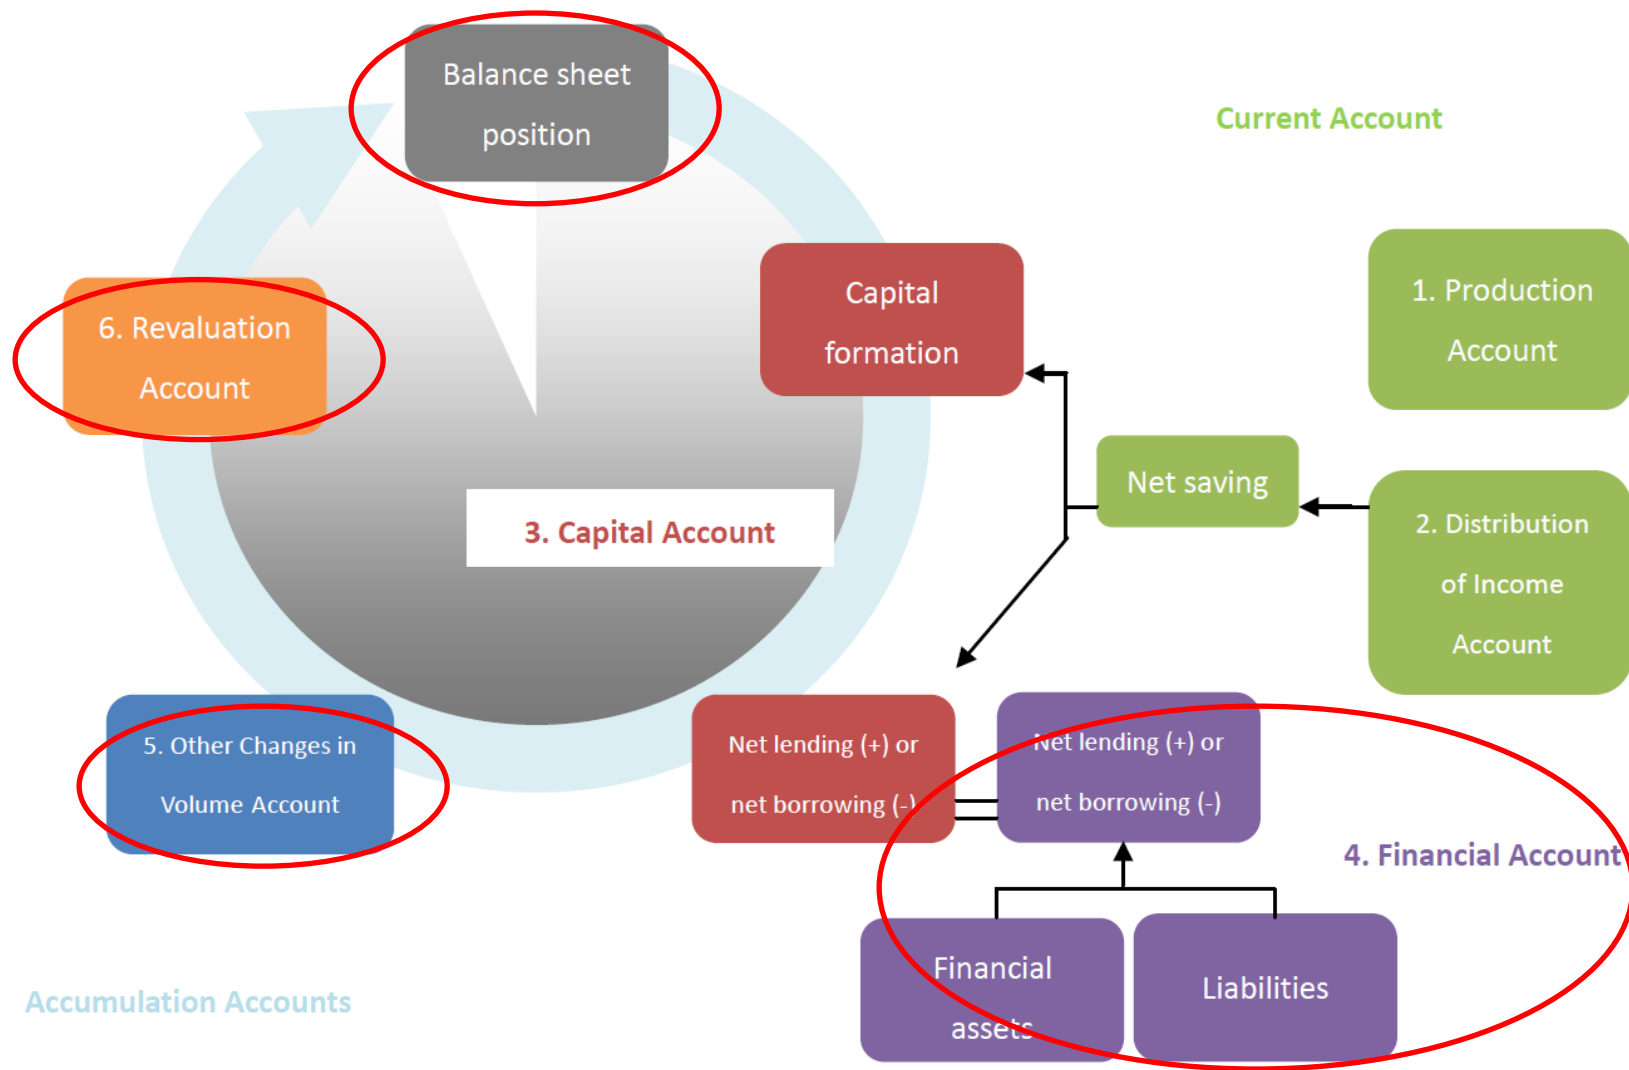 Balance sheet
position
Current Account
Capital
formation
1. Production
Account
6. Revaluation
Account
Net saving
3. Capital Account
2. Distribution
of Income
Account
5. Other Changes in
Volume Account
Net lending (+) or
net borrowing (-)
Net lending (+) or
net borrowing (-)
4. Financial Account
Financial
assets
Liabilities
Accumulation Accounts